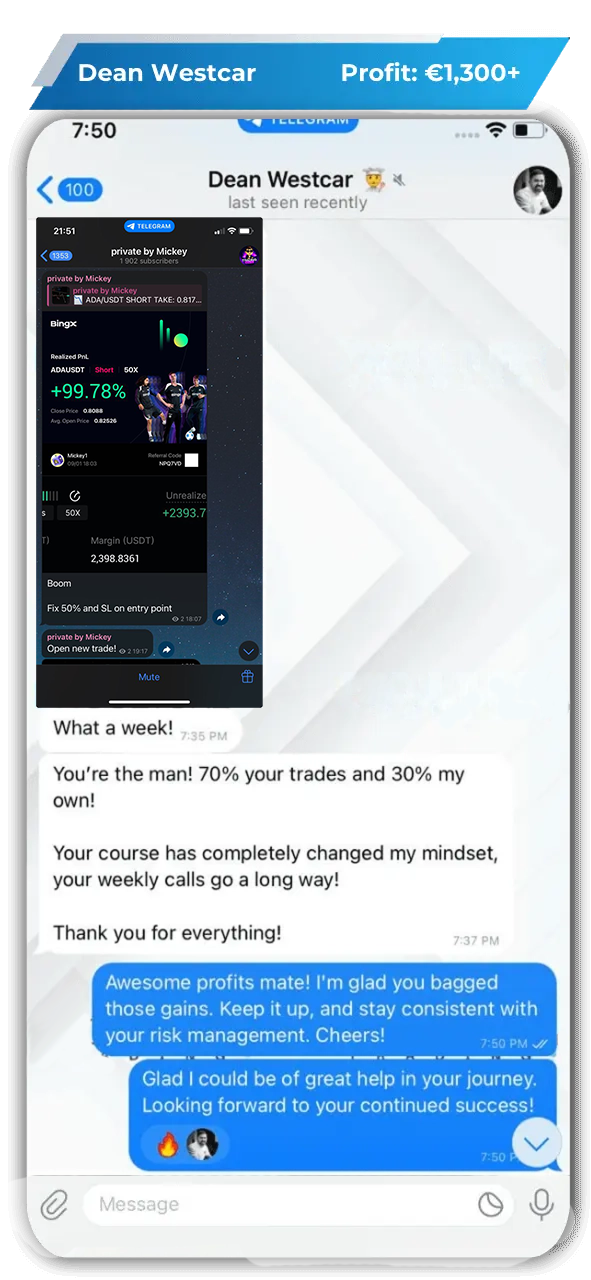 Dean Westcar Profit: €1,300+
7:50 TELEGRAM
100 Dean Westcar
last seen recently
21:51 TELEGRAM
1353 private by Mickey
1 902 subscribers
private by Mickey
private by Mickey
ADA/USDT SHORT TAKE: 0.817...
BingX
Realized PnL
ADAUSDT Short 50X
+99.78%
Close Price 0.8088
Avg. Open Price 0.82526
Mickey1 Referral Code
09/01 18:03 NPQ7VD
Unrealize
s 50X +2393.7
T) Margin (USDT)
2,398.8361
Boom
Fix 50% and SL on entry point
2 18:07
private by Mickey
Open new trade! 2 19:17
Mute
What a week! 7:35 PM
You're the man! 70% your trades and 30% my
own!
Your course has completely changed my mindset,
your weekly calls go a long way!
Thank you for everything! 7:37 PM
Awesome profits mate! I'm glad you bagged
those gains. Keep it up, and stay consistent with
your risk management. Cheers! 7:50 PM
Glad I could be of great help in your journey.
Looking forward to your continued success!
7:50 P
Message